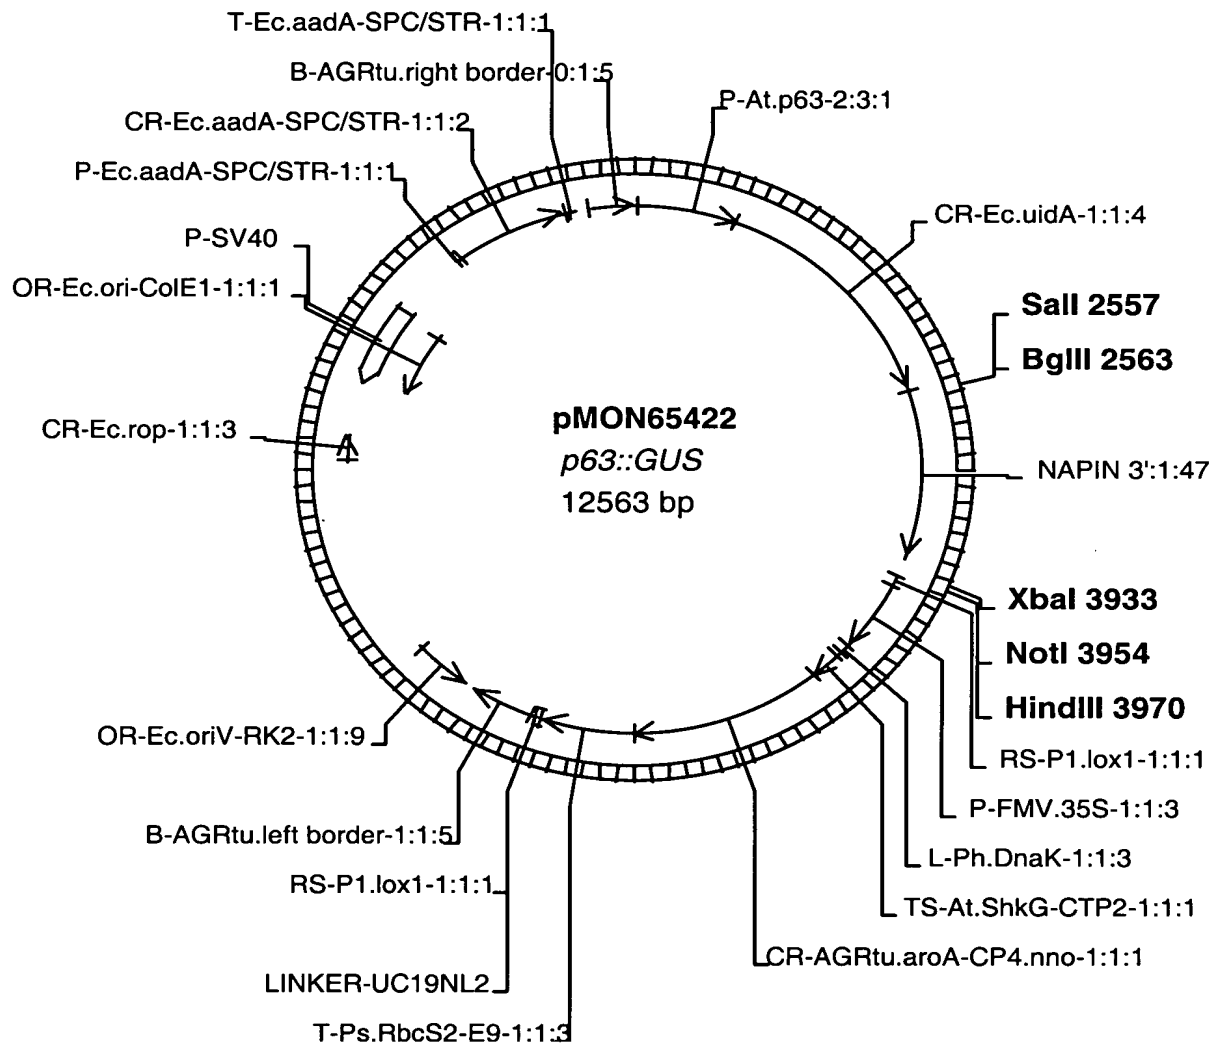 T-Ec.aadA-SPC/STR-1:1:1
B-AGRtu.right border-0:1:5
P-At.p63-2:3:1
CR-Ec.aadA-SPC/STR-1:1:2
P-Ec.aadA-SPC/STR-1:1:1
CR-Ec.uidA-1:1:4
P-SV40
OR-Ec.ori-ColE1-1:1:1
SalI 2557
BglII 2563
pMON65422
p63::GUS
12563 bp
CR-Ec.rop-1:1:3
NAPIN 3':1:47
XbaI 3933
NotI 3954
HindIII 3970
OR-Ec.oriV-RK2-1:1:9
RS-P1.lox1-1:1:1
P-FMV.35S-1:1:3
B-AGRtu.left border-1:1:5
L-Ph.DnaK-1:1:3
RS-P1.lox1-1:1:1
TS-At.ShkG-CTP2-1:1:1
CR-AGRtu.aroA-CP4.nno-1:1:1
LINKER-UC19NL2
T-Ps.RbcS2-E9-1:1:3